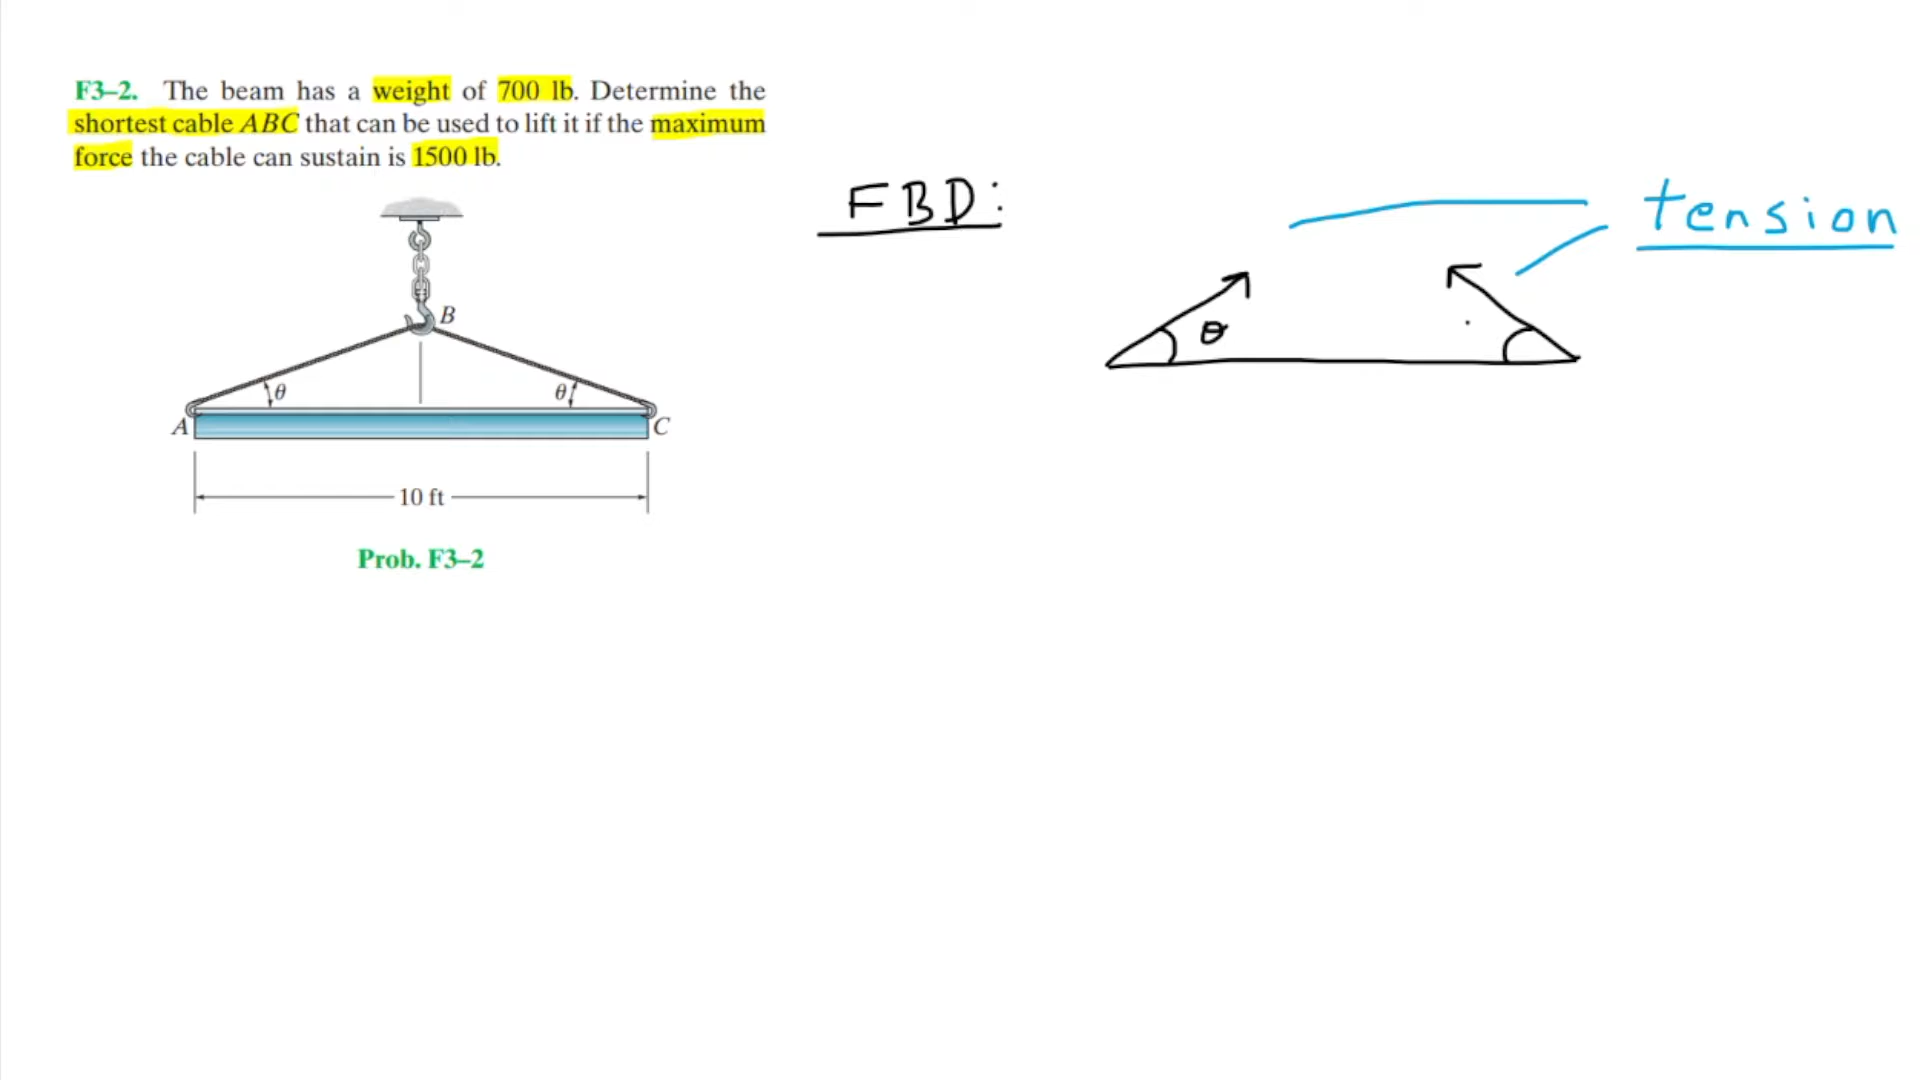 F3–2. The beam has a weight of 700 lb. Determine the
shortest cable ABC that can be used to lift it if the maximum
force the cable can sustain is 1500 lb.
FBD:
tension
θ
B
θ
θ
A
C
10 ft
Prob. F3–2